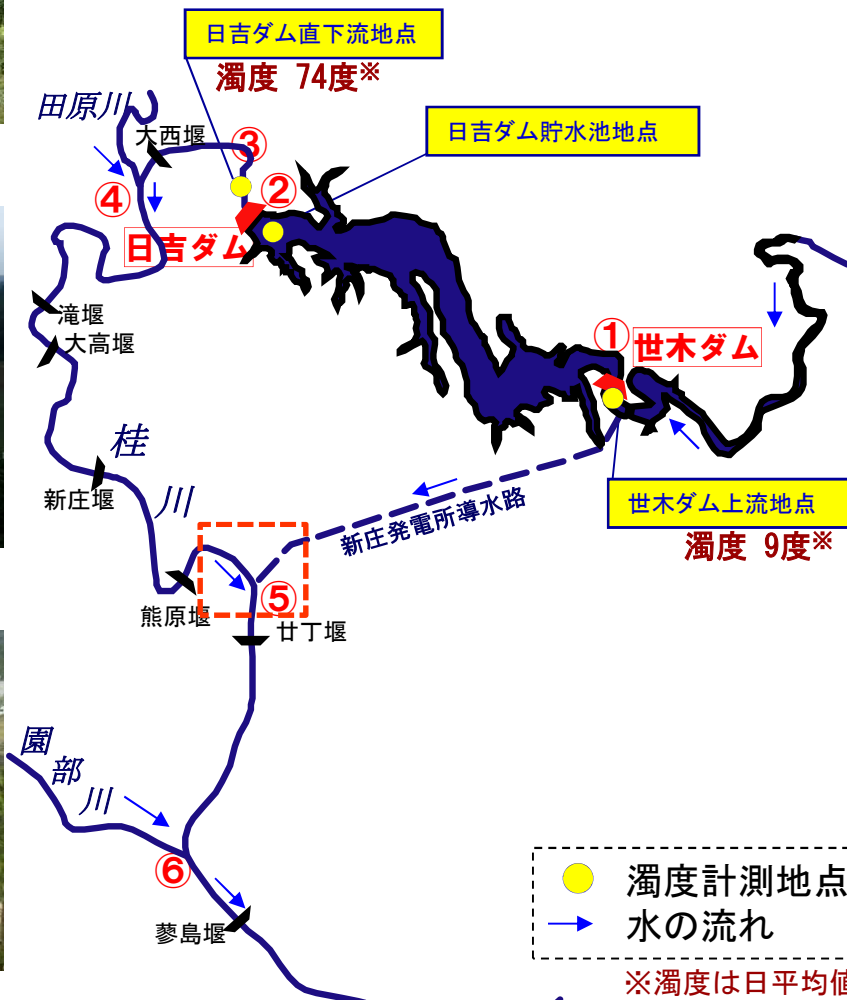 日吉ダム直下流地点
濁度 74度※
田原川
大西堰
日吉ダム貯水池地点
③
②
④
日吉ダム
滝堰
大高堰
①
世木ダム
桂川
新庄堰
世木ダム上流地点
濁度 9度※
新庄発電所導水路
熊原堰
⑤
廿丁堰
園部川
⑥
蓼島堰
濁度計測地点
水の流れ
※濁度は日平均値